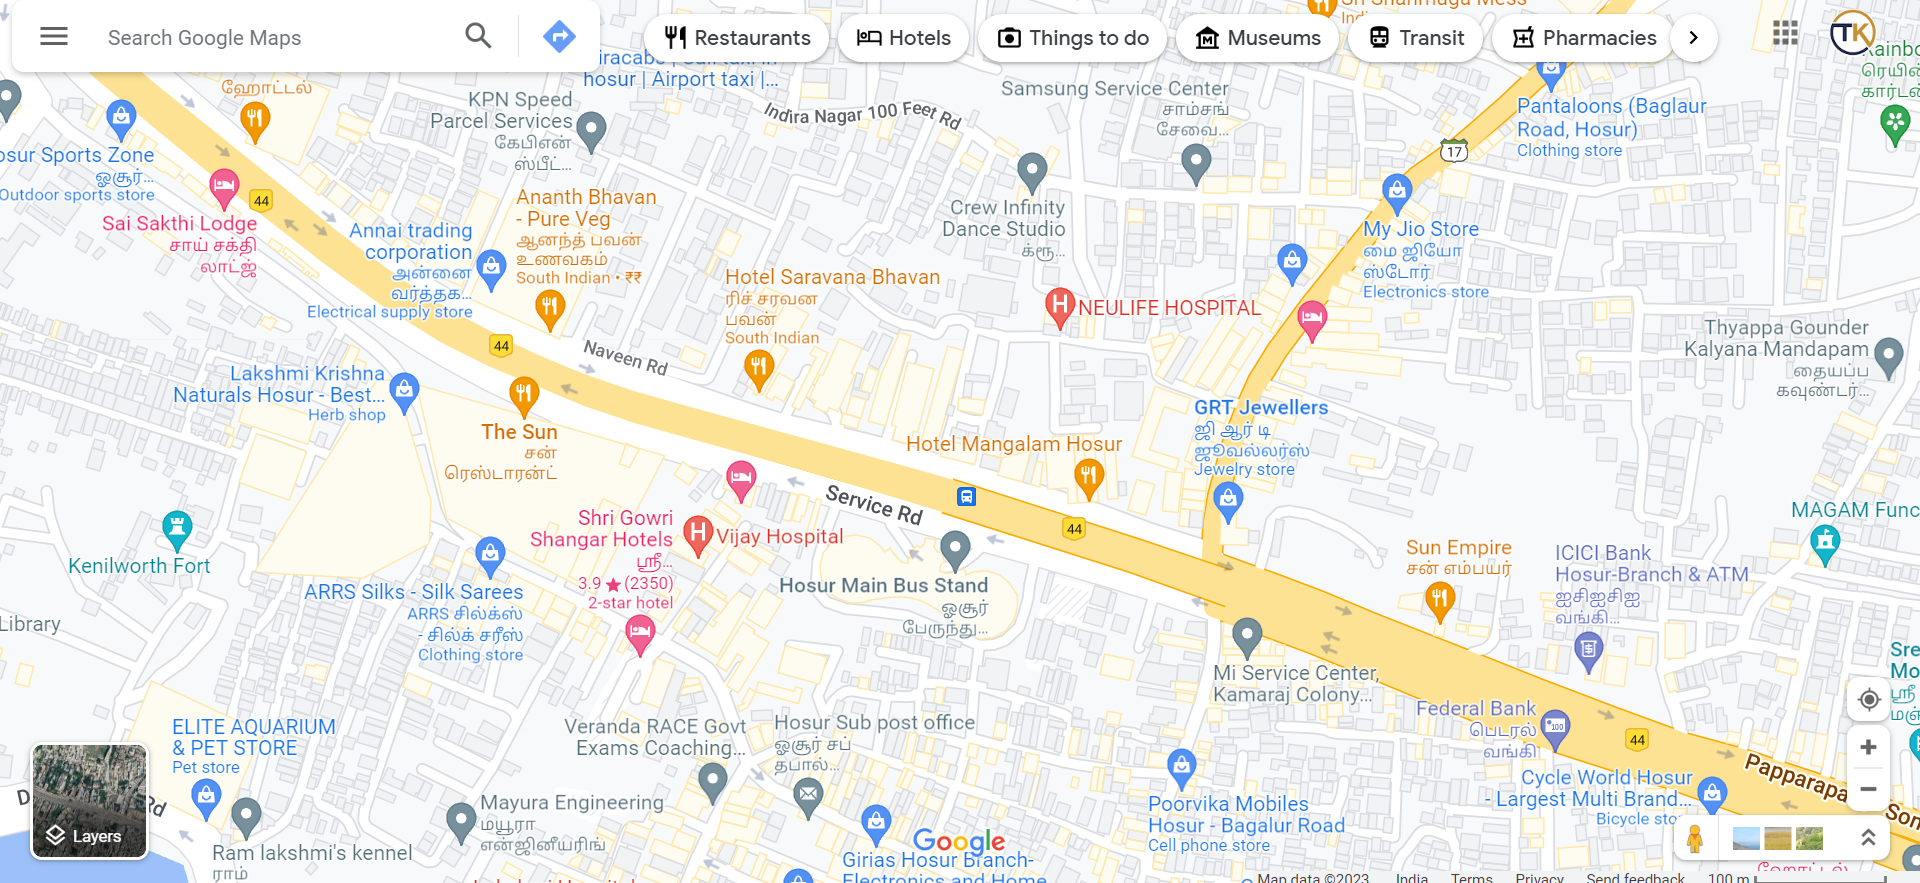 Search Google Maps
Restaurants
Hotels
Things to do
Museums
Transit
Pharmacies
TK
ஹோட்டல்
hosur | Airport taxi |...
KPN Speed
Parcel Services
கேபிஎன்
ஸ்பீட்...
Indira Nagar 100 Feet Rd
Samsung Service Center
சாம்சங்
சேவை...
Pantaloons (Baglaur
Road, Hosur)
Clothing store
17
Sports Zone
ஓசூர்...
Outdoor sports store
Sai Sakthi Lodge
சாய் சக்தி
லாட்ஜ்
44
Annai trading
corporation
அன்னை
வர்த்தக...
Electrical supply store
Ananth Bhavan
- Pure Veg
ஆனந்த் பவன்
உணவகம்
South Indian • ₹₹
Hotel Saravana Bhavan
ரிச் சரவன
பவன்
South Indian
Crew Infinity
Dance Studio
க்ரூ...
NEULIFE HOSPITAL
My Jio Store
மை ஜியோ
ஸ்டோர்
Electronics store
Thyappa Gounder
Kalyana Mandapam
தையப்ப
கவுண்டர்...
44
Naveen Rd
Lakshmi Krishna
Naturals Hosur - Best...
Herb shop
The Sun
சன்
ரெஸ்டாரன்ட்
GRT Jewellers
ஜி ஆர் டி
ஜூவல்லர்ஸ்
Jewelry store
Hotel Mangalam Hosur
Service Rd
44
Kenilworth Fort
Shri Gowri
Shangar Hotels
ஸ்ரீ...
3.9 ★ (2350)
2-star hotel
Vijay Hospital
Hosur Main Bus Stand
ஓசூர்
பேருந்து...
MAGAM Func
Sun Empire
சன் எம்பயர்
ICICI Bank
Hosur-Branch & ATM
ஐசிஐசிஐ
வங்கி...
ARRS Silks - Silk Sarees
ARRS சில்க்ஸ்
- சில்க் சரீஸ்
Clothing store
Library
Mi Service Center,
Kamaraj Colony...
Federal Bank
பெடரல்
வங்கி
44
ELITE AQUARIUM
& PET STORE
Pet store
Veranda RACE Govt
Exams Coaching...
Hosur Sub post office
ஓசூர் சப்
தபால்...
Papparapa
Cycle World Hosur
- Largest Multi Brand...
Mayura Engineering
மயூரா
என்ஜினீயரிங்
Poorvika Mobiles
Hosur - Bagalur Road
Cell phone store
Rd
Layers
Ram lakshmi's kennel
ராம்
Google
Girias Hosur Branch-
Electronics and Home
Map data ©2023
India
Terms
Privacy
Send feedback
100 m